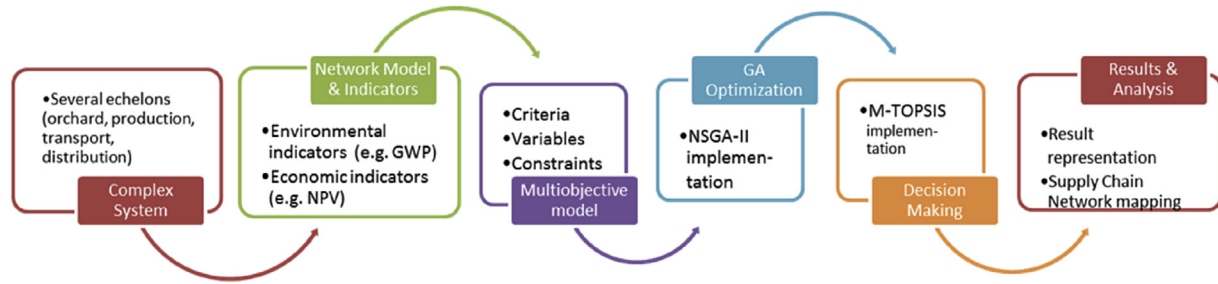 •Several echelons
(orchard, production,
transport,
distribution)
Complex
System
Network Model
& Indicators
•Environmental
indicators (e.g. GWP)
•Economic indicators
(e.g. NPV)
•Criteria
•Variables
•Constraints
Multiobjective
model
GA
Optimization
•NSGA-II
implemen-
tation
•M-TOPSIS
implemen-
tation
Decision
Making
Results &
Analysis
•Result
representation
•Supply Chain
Network mapping